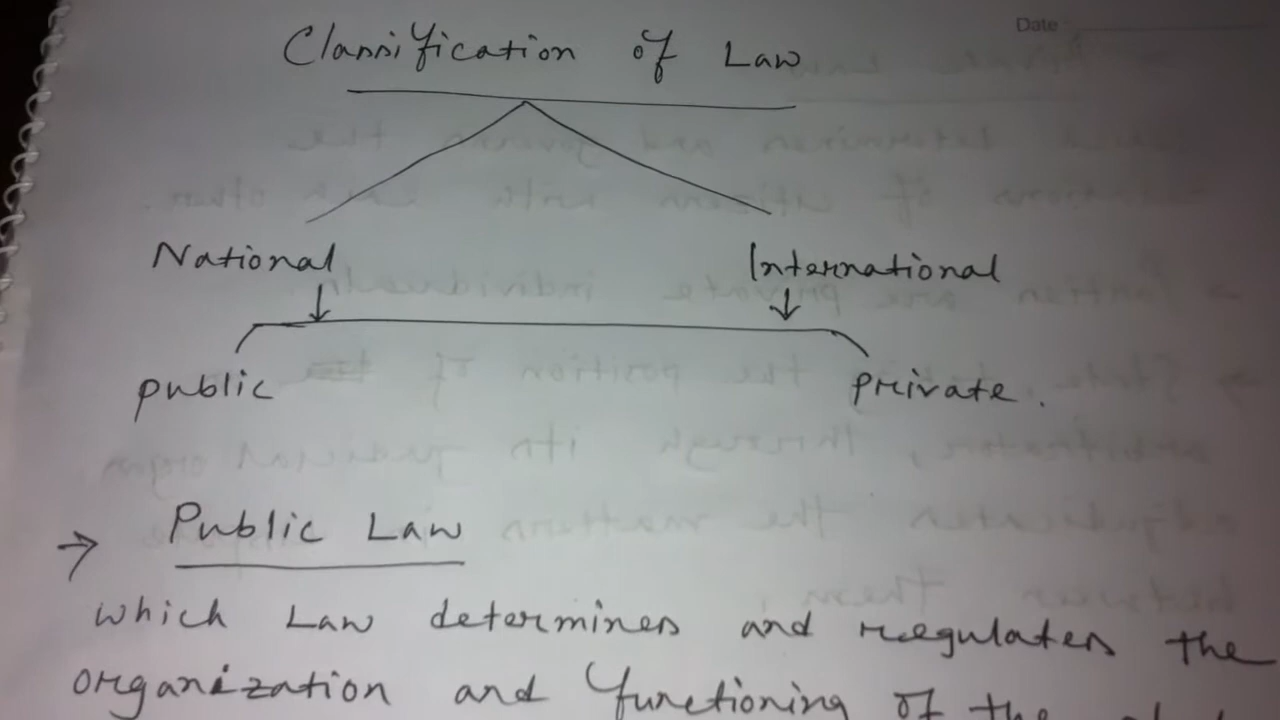 Date
Classification of Law
National International
public private.
→ Public Law
which Law determines and regulates the
organization and functioning of the